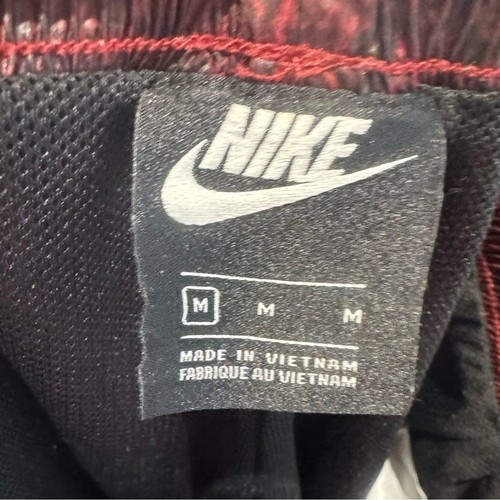 NIKE
M M M
MADE IN VIETNAM
FABRIQUE AU VIETNAM